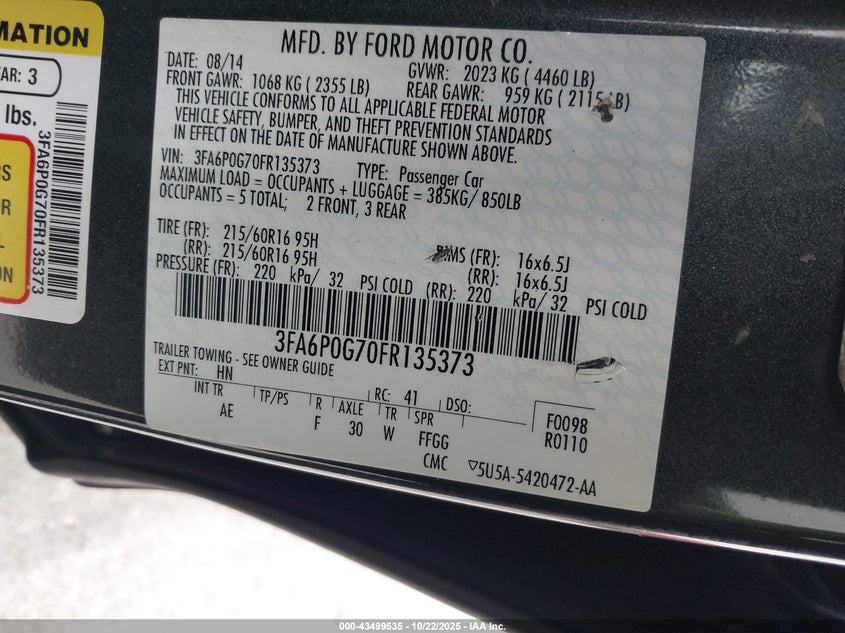 MATION
AR: 3
lbs.
3FA6P0G70FR135373
RS
R
L
ON
MFD. BY FORD MOTOR CO.
DATE: 08/14 GVWR: 2023 KG ( 4460 LB)
FRONT GAWR: 1068 KG ( 2355 LB) REAR GAWR: 959 KG ( 2115 LB)
THIS VEHICLE CONFORMS TO ALL APPLICABLE FEDERAL MOTOR
VEHICLE SAFETY, BUMPER, AND THEFT PREVENTION STANDARDS
IN EFFECT ON THE DATE OF MANUFACTURE SHOWN ABOVE.
VIN: 3FA6P0G70FR135373 TYPE: Passenger Car
MAXIMUM LOAD = OCCUPANTS + LUGGAGE = 385KG/ 850LB
OCCUPANTS = 5 TOTAL; 2 FRONT, 3 REAR
TIRE (FR): 215/60R16 95H RIMS (FR): 16x6.5J
(RR): 215/60R16 95H (RR): 16x6.5J
PRESSURE (FR): 220 kPa/ 32 PSI COLD (RR): 220 kPa/ 32 PSI COLD
3FA6P0G70FR135373
TRAILER TOWING - SEE OWNER GUIDE
EXT PNT: HN RC: 41 DSO:
INT TR TP/PS R AXLE TR SPR F0098
AE F 30 W FFGG R0110
CMC ▽5U5A-5420472-AA
000-43499535 - 10/22/2025 - IAA Inc.